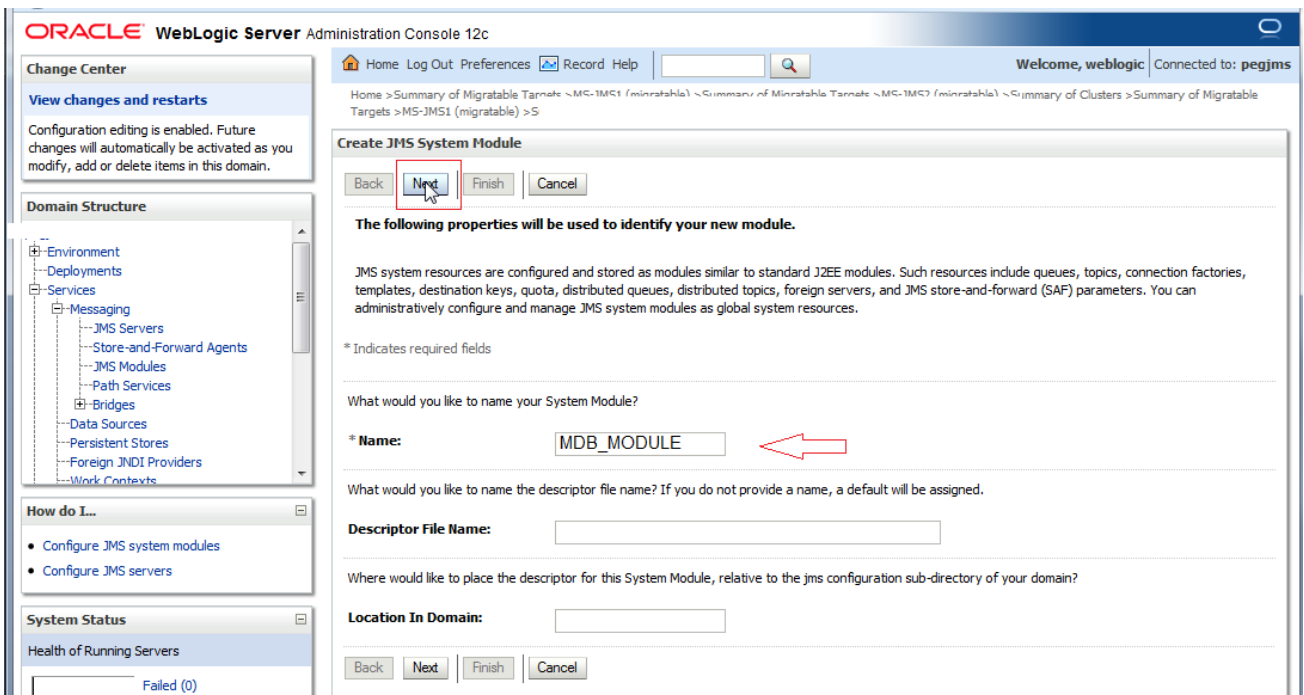 ORACLE WebLogic Server Administration Console 12c
Change Center
View changes and restarts
Configuration editing is enabled. Future
changes will automatically be activated as you
modify, add or delete items in this domain.
Domain Structure
Environment
Deployments
Services
Messaging
JMS Servers
Store-and-Forward Agents
JMS Modules
Path Services
Bridges
Data Sources
Persistent Stores
Foreign JNDI Providers
Work Contexts
How do I...
Configure JMS system modules
Configure JMS servers
System Status
Health of Running Servers
Failed (0)
Home Log Out Preferences Record Help
Welcome, weblogic Connected to: pegjms
Home >Summary of Migratable Targets >MS-JMS1 (migratable) >Summary of Migratable Targets >MS-JMS2 (migratable) >Summary of Clusters >Summary of Migratable
Targets >MS-JMS1 (migratable) >S
Create JMS System Module
Back Next Finish Cancel
The following properties will be used to identify your new module.
JMS system resources are configured and stored as modules similar to standard J2EE modules. Such resources include queues, topics, connection factories,
templates, destination keys, quota, distributed queues, distributed topics, foreign servers, and JMS store-and-forward (SAF) parameters. You can
administratively configure and manage JMS system modules as global system resources.
* Indicates required fields
What would you like to name your System Module?
* Name: MDB_MODULE
What would you like to name the descriptor file name? If you do not provide a name, a default will be assigned.
Descriptor File Name:
Where would like to place the descriptor for this System Module, relative to the jms configuration sub-directory of your domain?
Location In Domain:
Back Next Finish Cancel